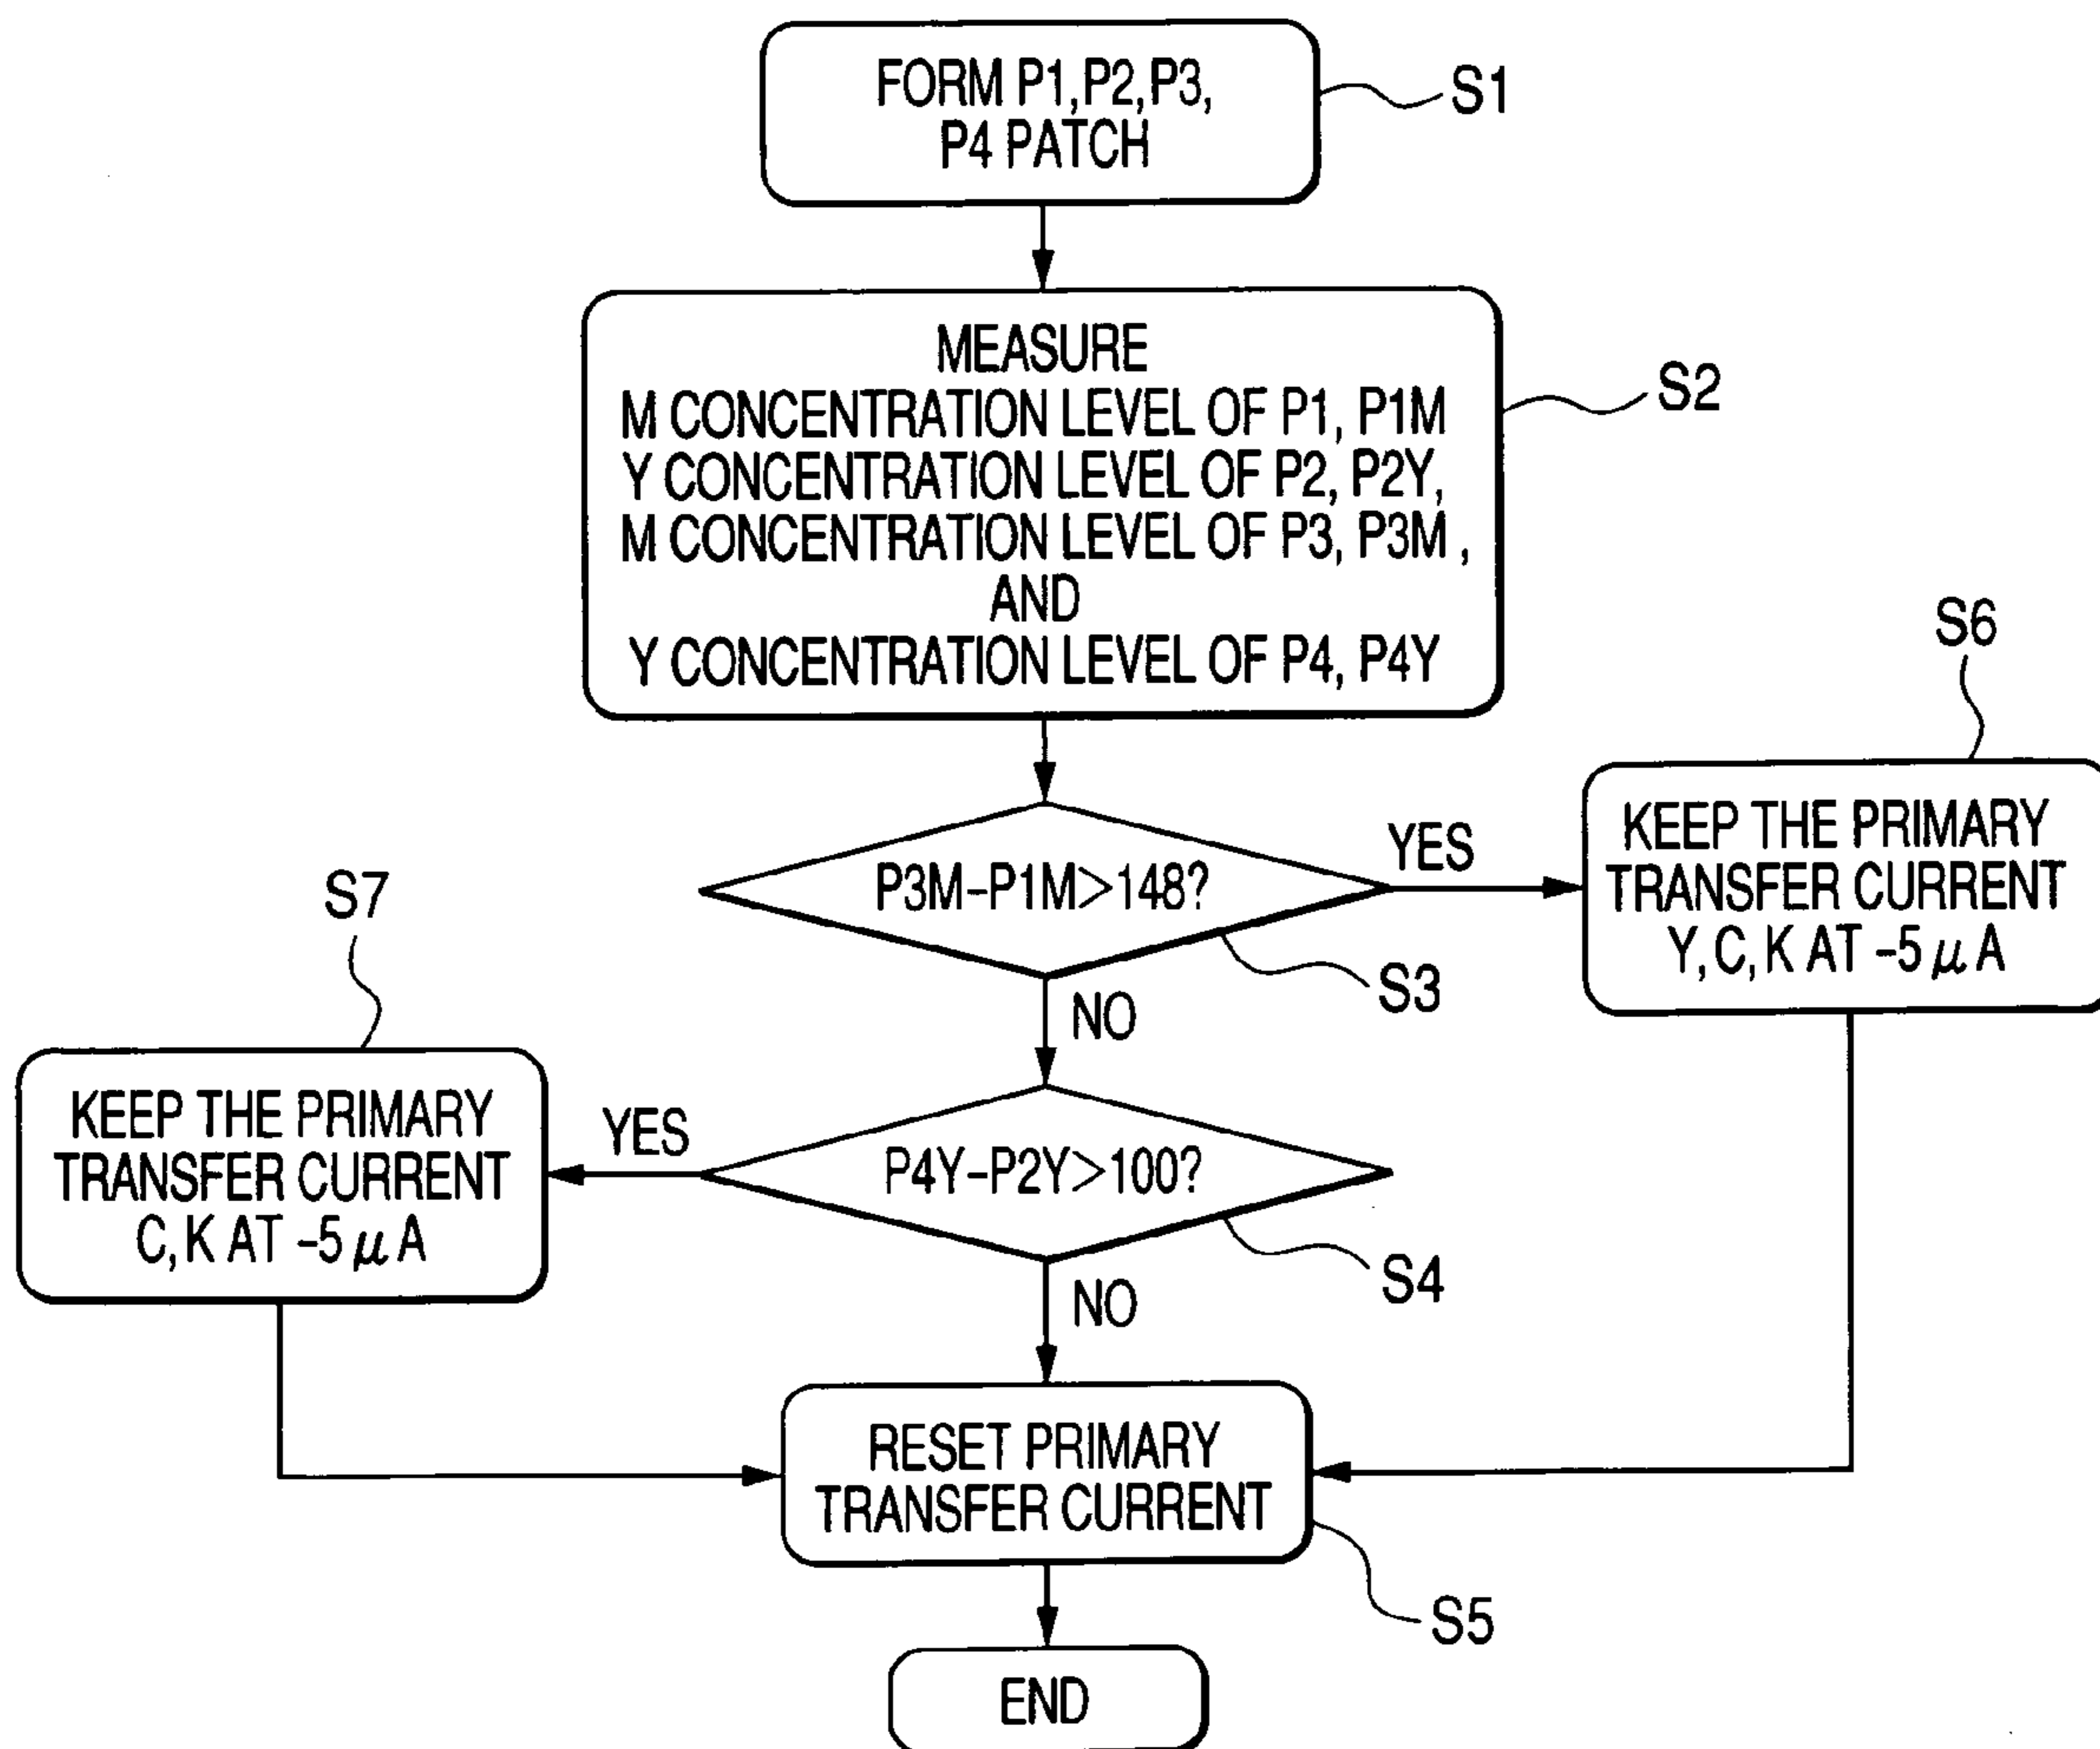 FORM P1,P2,P3,
P4 PATCH
S1
MEASURE
M CONCENTRATION LEVEL OF P1, P1M
Y CONCENTRATION LEVEL OF P2, P2Y,
M CONCENTRATION LEVEL OF P3, P3M ,
AND
Y CONCENTRATION LEVEL OF P4, P4Y
S2
P3M-P1M>148?
YES
S3
NO
S6
KEEP THE PRIMARY
TRANSFER CURRENT
Y, C, K AT -5 μ A
S7
KEEP THE PRIMARY
TRANSFER CURRENT
C, K AT -5 μ A
YES
P4Y-P2Y>100?
S4
NO
RESET PRIMARY
TRANSFER CURRENT
S5
END